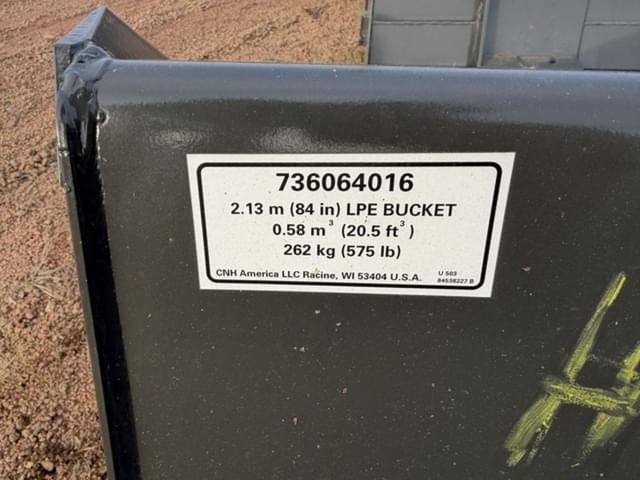 736064016
2.13 m (84 in) LPE BUCKET
0.58 m³ (20.5 ft³)
262 kg (575 lb)
CNH America LLC Racine, WI 53404 U.S.A.
U 503
84538227 B
H